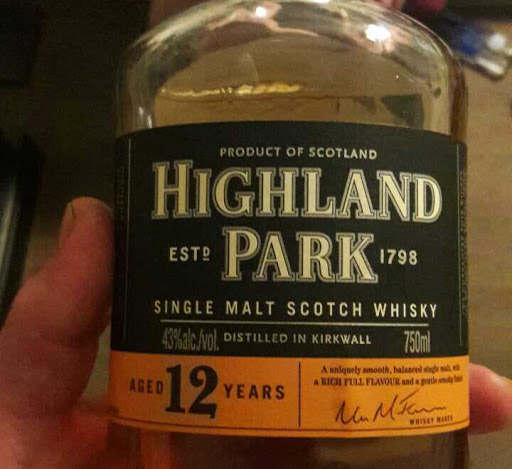 PRODUCT OF SCOTLAND
HIGHLAND
ESTD PARK 1798
SINGLE MALT SCOTCH WHISKY
43%alc./vol. DISTILLED IN KIRKWALL 750ml
AGED 12 YEARS
A uniquely smooth, balanced single malt, with
a RICH FULL FLAVOUR and a gentle smoky finish
WHISKY MAKER